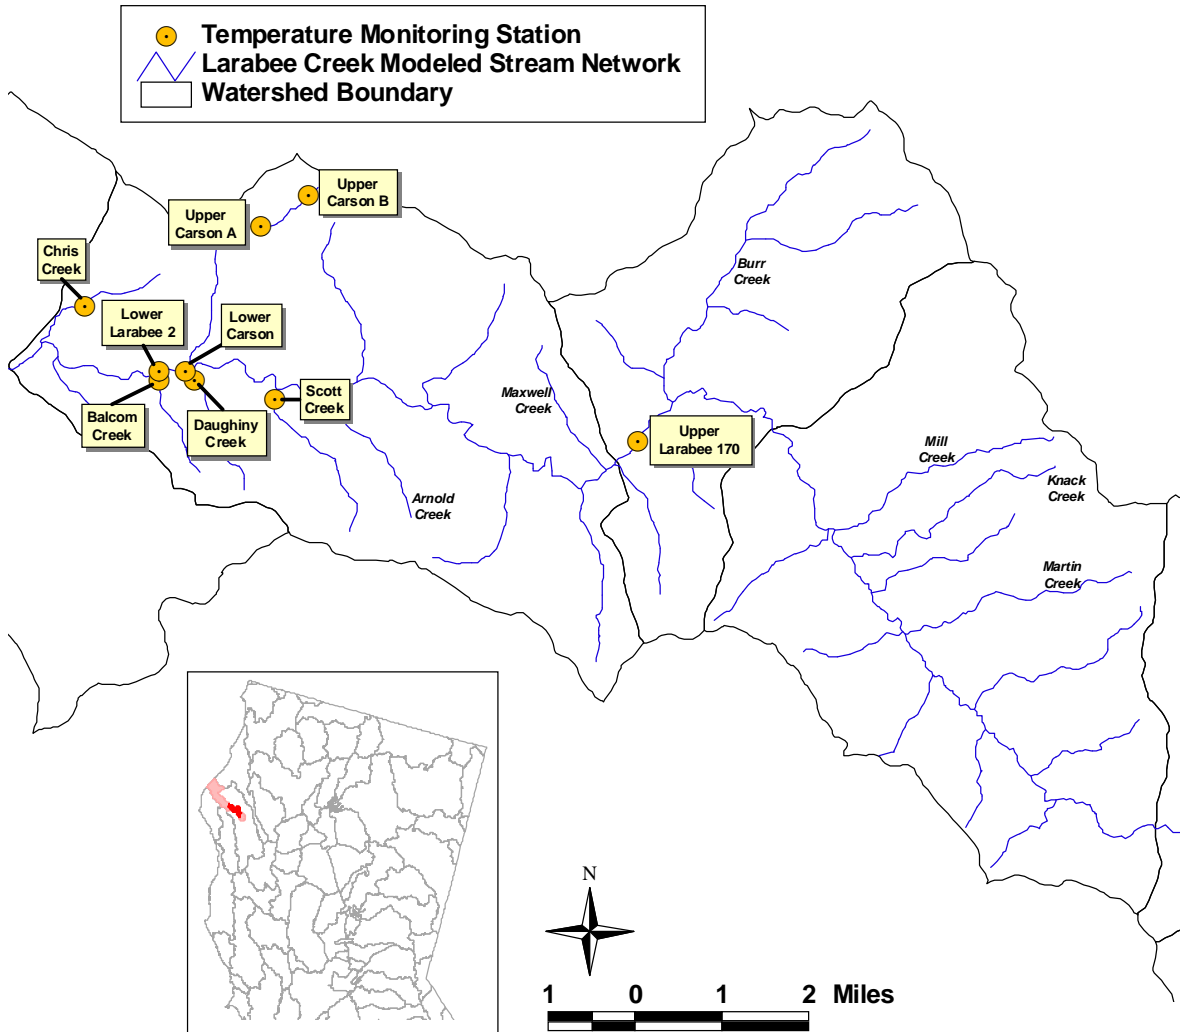 Temperature Monitoring Station
Larabee Creek Modeled Stream Network
Watershed Boundary
Upper
Carson B
Upper
Carson A
Chris
Creek
Burr
Creek
Lower
Larabee 2
Lower
Carson
Scott
Creek
Maxwell
Creek
Balcom
Creek
Daughiny
Creek
Upper
Larabee 170
Mill
Creek
Knack
Creek
Arnold
Creek
Martin
Creek
N
1 0 1 2 Miles